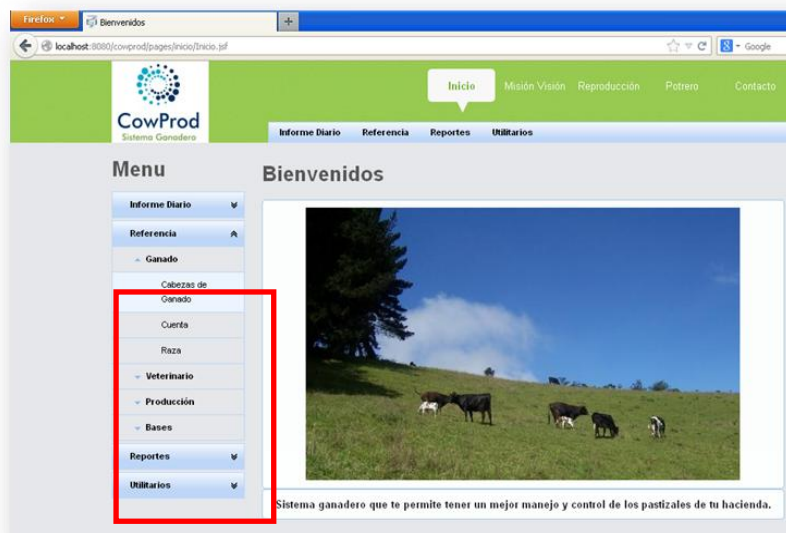 Firefox
Bienvenidos
localhost:8080/cowprod/pages/inicio/Inicio.jsf
Google
CowProd
Sistema Ganadero
Inicio
Misión Visión
Reproducción
Potrero
Contacto
Informe Diario
Referencia
Reportes
Utilitarios
Menu
Informe Diario
Referencia
Ganado
Cabezas de
Ganado
Cuenta
Raza
Veterinario
Producción
Bases
Reportes
Utilitarios
Bienvenidos
Sistema ganadero que te permite tener un mejor manejo y control de los pastizales de tu hacienda.